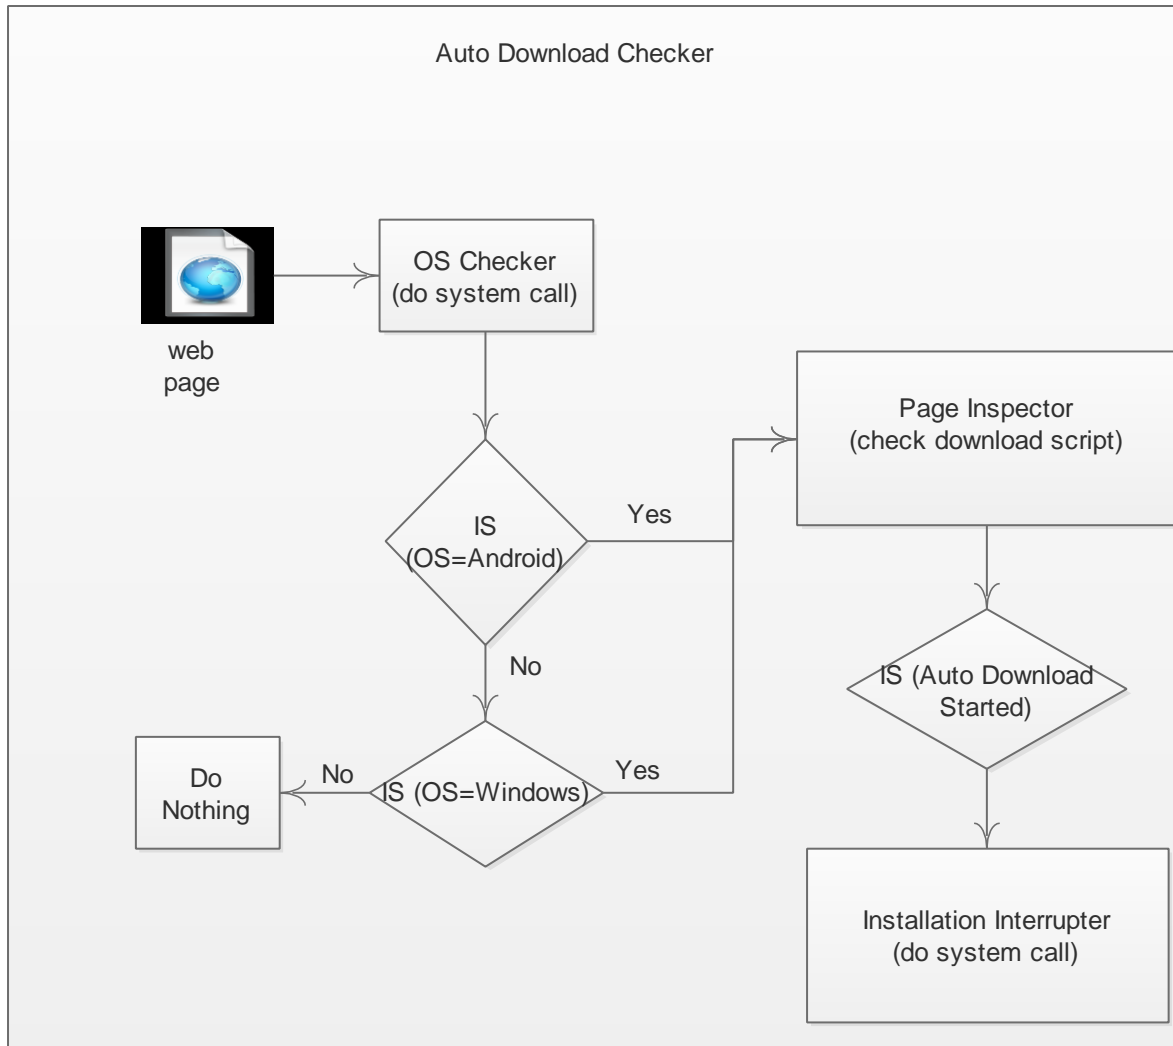 Auto Download Checker
OS Checker
(do system call)
web
page
Page Inspector
(check download script)
IS
(OS=Android)
Yes
No
IS (Auto Download
Started)
Do
Nothing
No
IS (OS=Windows)
Yes
Installation Interrupter
(do system call)